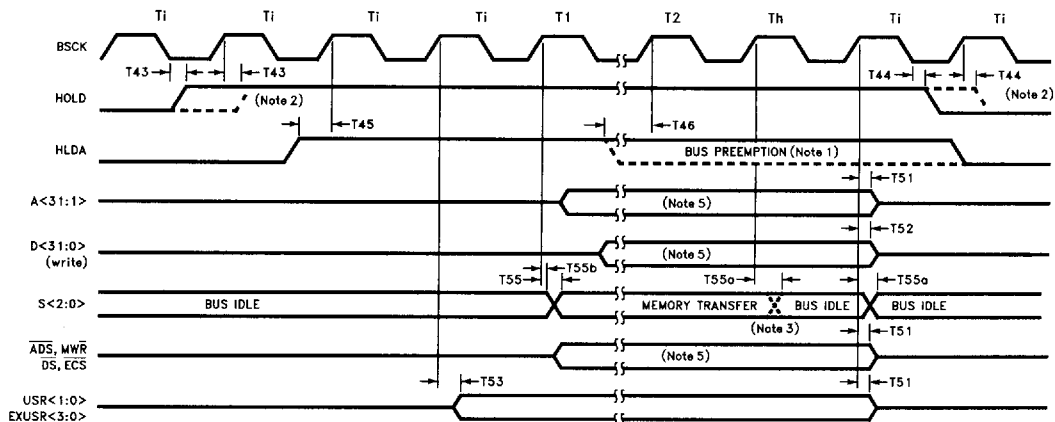 Ti Ti Ti Ti T1 T2 Th Ti Ti
BSCK
T43 T43 T44 T44
HOLD (Note 2) (Note 2)
T45 T46
HLDA BUS PREEMPTION (Note 1)
T51
A<31:1> (Note 5)
T52
D<31:0> (Note 5)
(write)
T55 T55b T55a T55a
S<2:0> BUS IDLE MEMORY TRANSFER BUS IDLE BUS IDLE
(Note 3)
T51
ADS, MWR (Note 5)
DS, ECS
T53 T51
USR<1:0>
EXUSR<3:0>